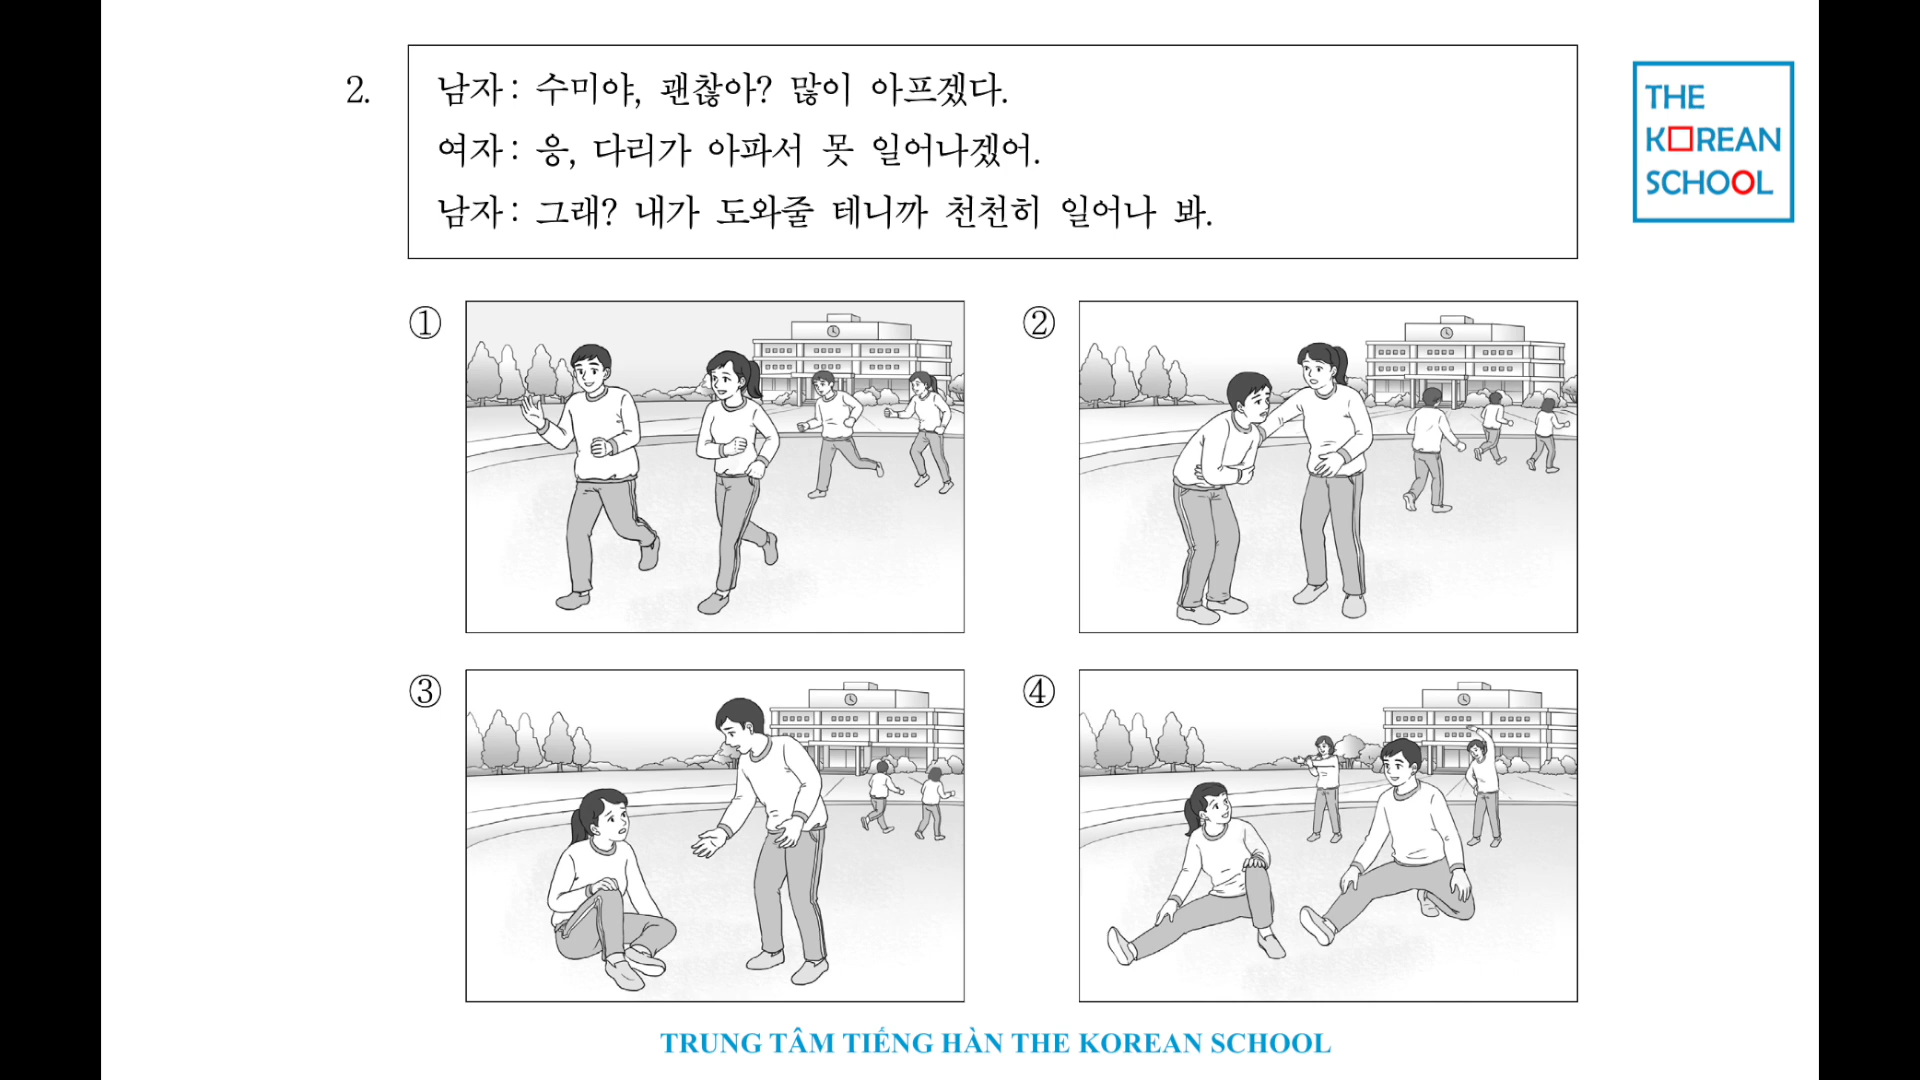 2.
남자: 수미야, 괜찮아? 많이 아프겠다.
여자: 응, 다리가 아파서 못 일어나겠어.
남자: 그래? 내가 도와줄 테니까 천천히 일어나 봐.
THE
KOREAN
SCHOOL
①
②
③
④
TRUNG TÂM TIẾNG HÀN THE KOREAN SCHOOL